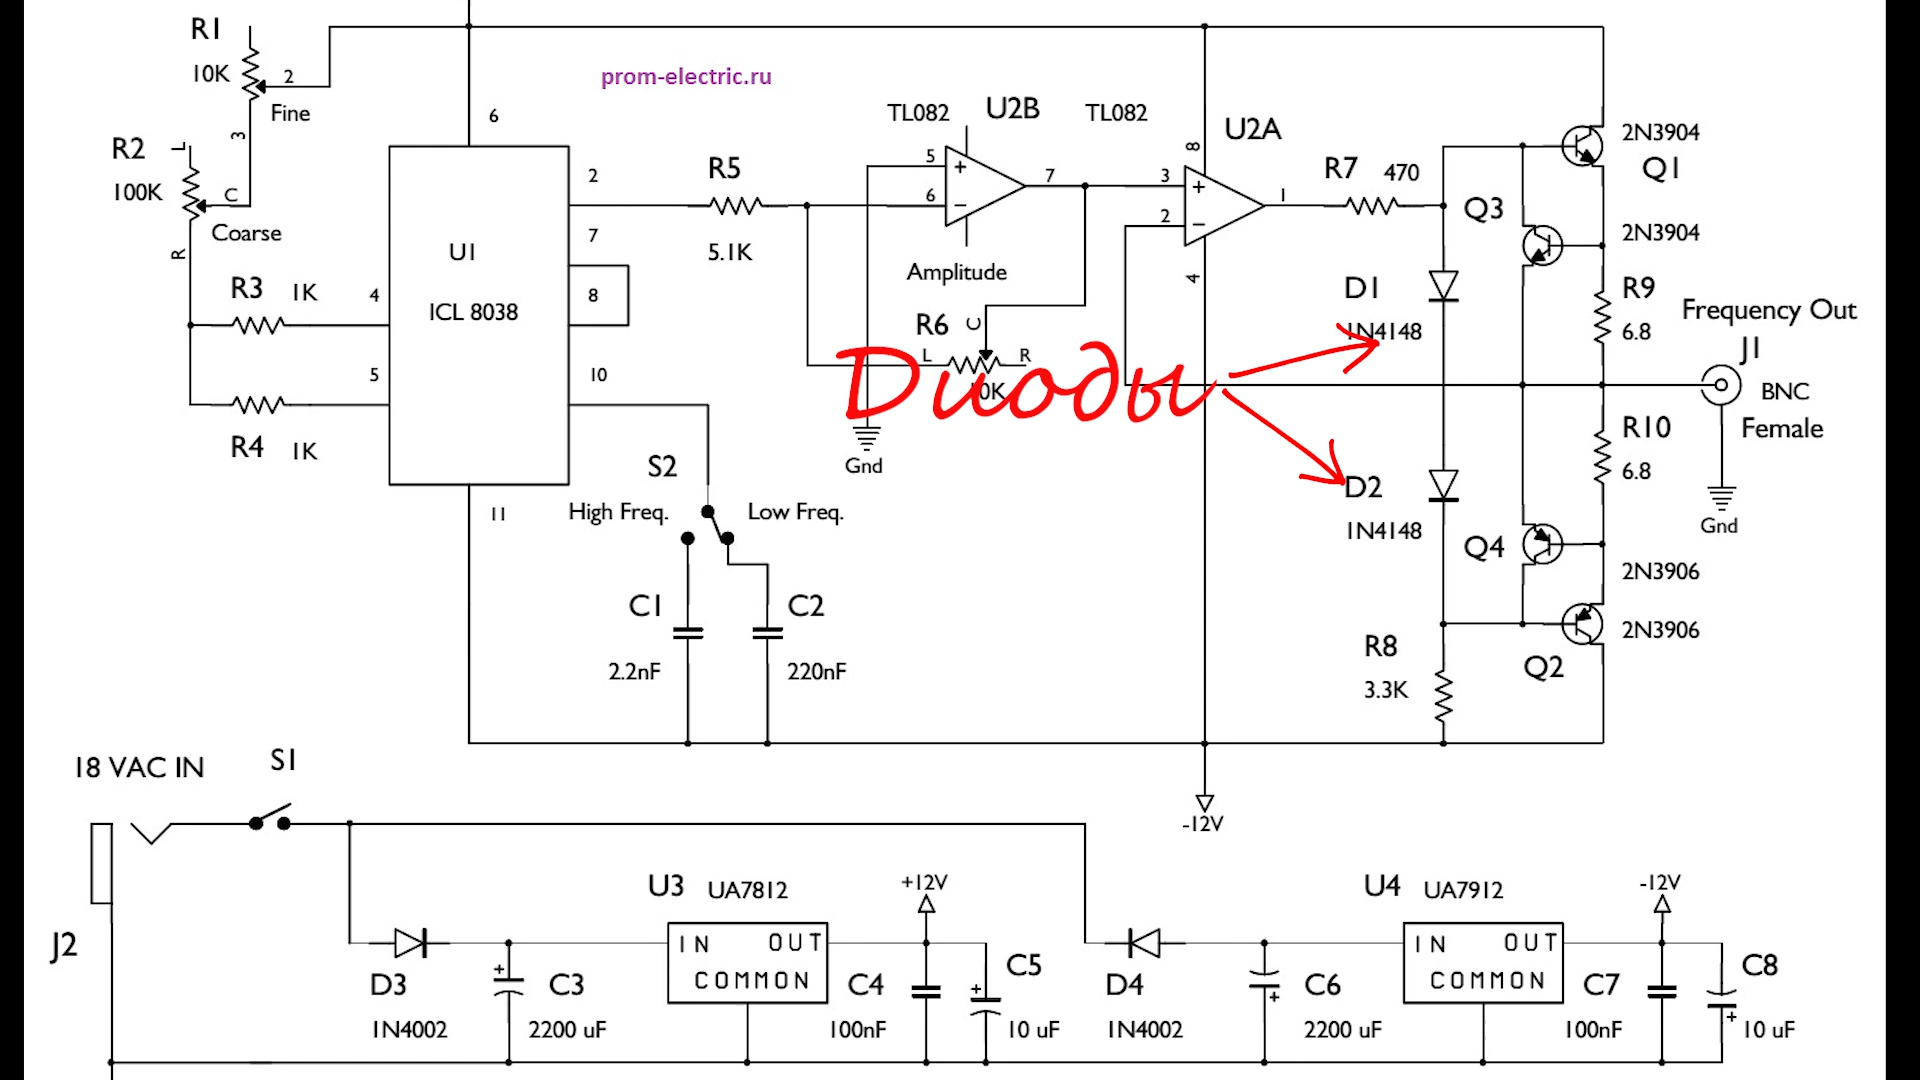 R1
10K
2
Fine
3
prom-electric.ru
6
R2
L
100K
C
Coarse
R
U1
ICL 8038
2
7
8
10
4
5
11
R3 1K
R4 1K
R5
5.1K
TL082 U2B
5
6
7
Amplitude
R6
L C R
Gnd
TL082 U2A
8
3
2
1
4
R7 470
Диоды
D1
1N4148
D2
1N4148
R8
3.3K
2N3904
Q1
Q3
2N3904
R9
6.8
Frequency Out
J1
BNC
Female
Gnd
R10
6.8
Q4
2N3906
2N3906
Q2
S2
High Freq. Low Freq.
C1
2.2nF
C2
220nF
-12V
18 VAC IN
S1
J2
D3
1N4002
C3
2200 uF
U3 UA7812
IN OUT
COMMON
+12V
C4
100nF
C5
10 uF
D4
1N4002
C6
2200 uF
U4 UA7912
IN OUT
COMMON
-12V
C7
100nF
C8
10 uF